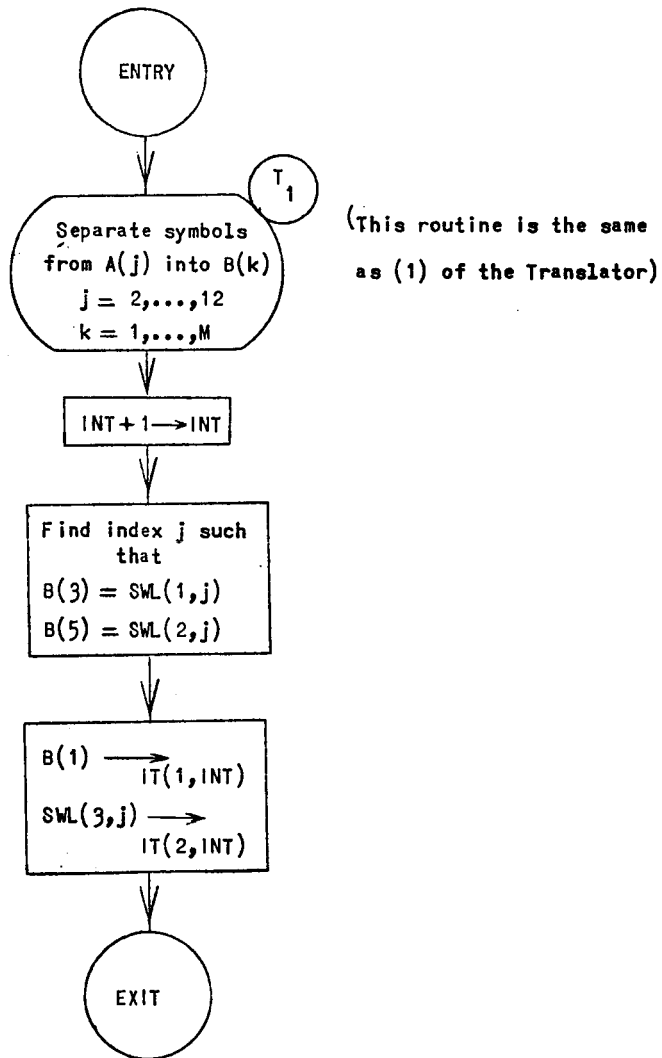 ENTRY
T
1
Separate symbols
from A(j) into B(k)
j = 2,...,12
k = 1,...,M
(This routine is the same
as (1) of the Translator)
INT + 1 → INT
Find index j such
that
B(3) = SWL(1,j)
B(5) = SWL(2,j)
B(1) →
IT(1,INT)
SWL(3,j) →
IT(2,INT)
EXIT